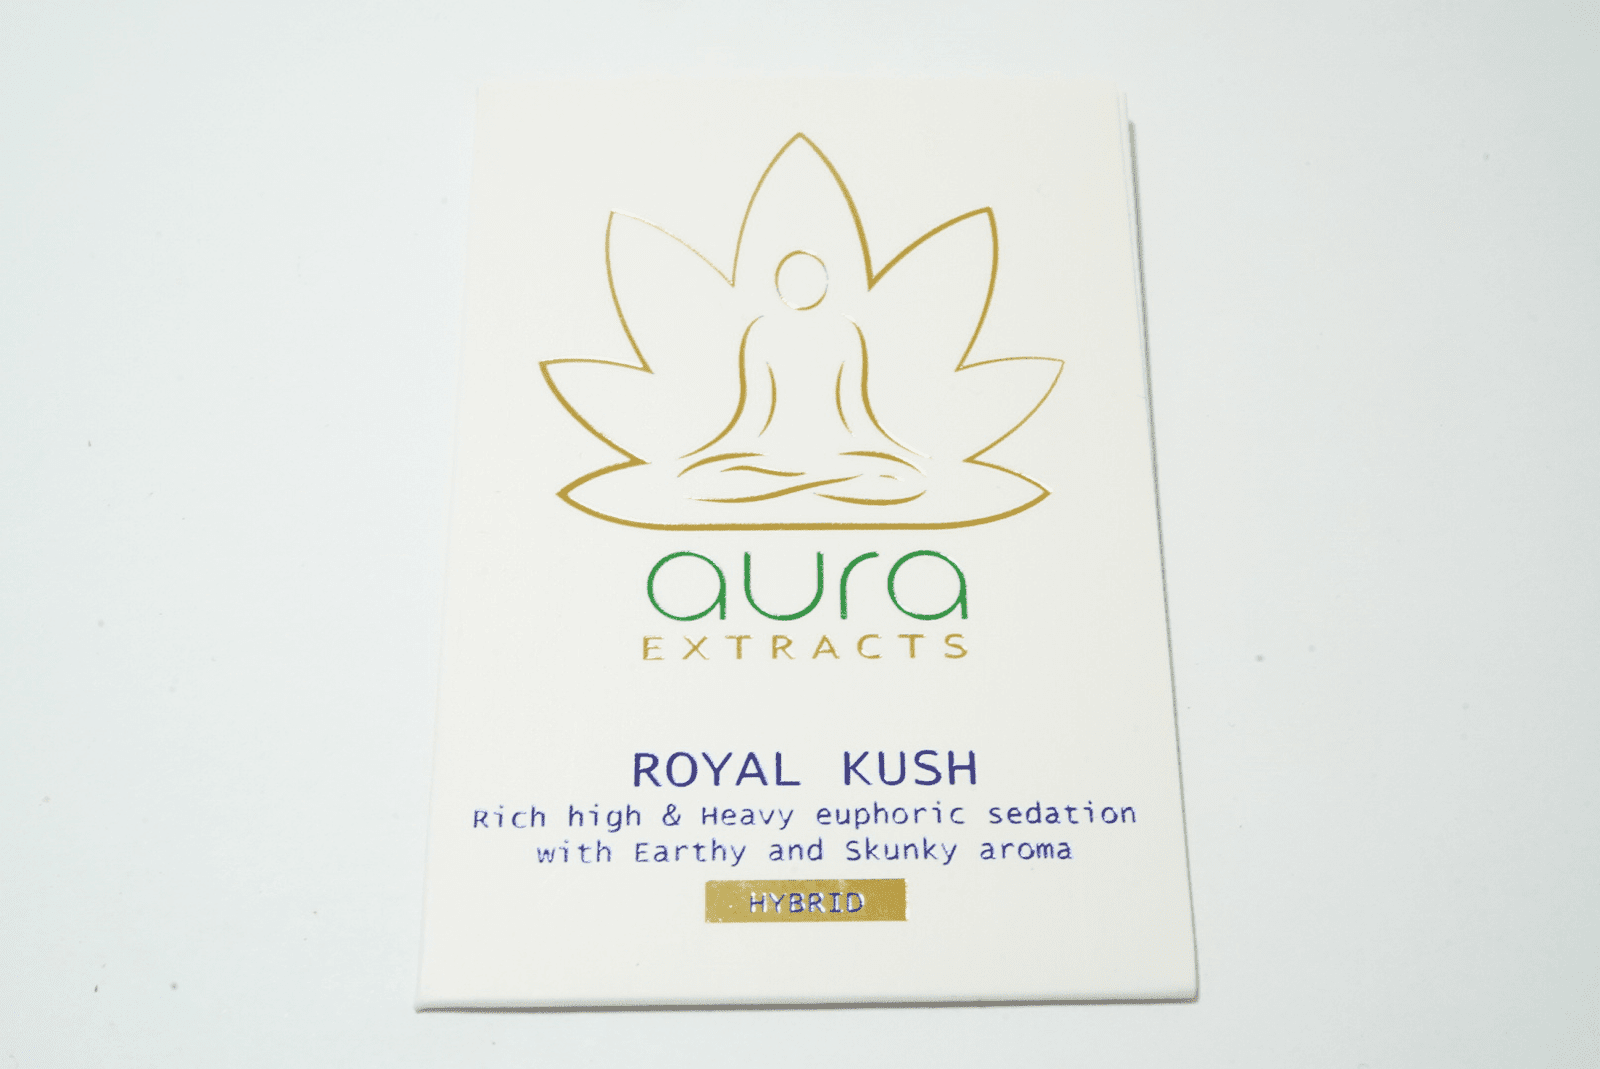 aura
EXTRACTS
ROYAL KUSH
Rich high & Heavy euphoric sedation
with Earthy and Skunky aroma
HYBRID